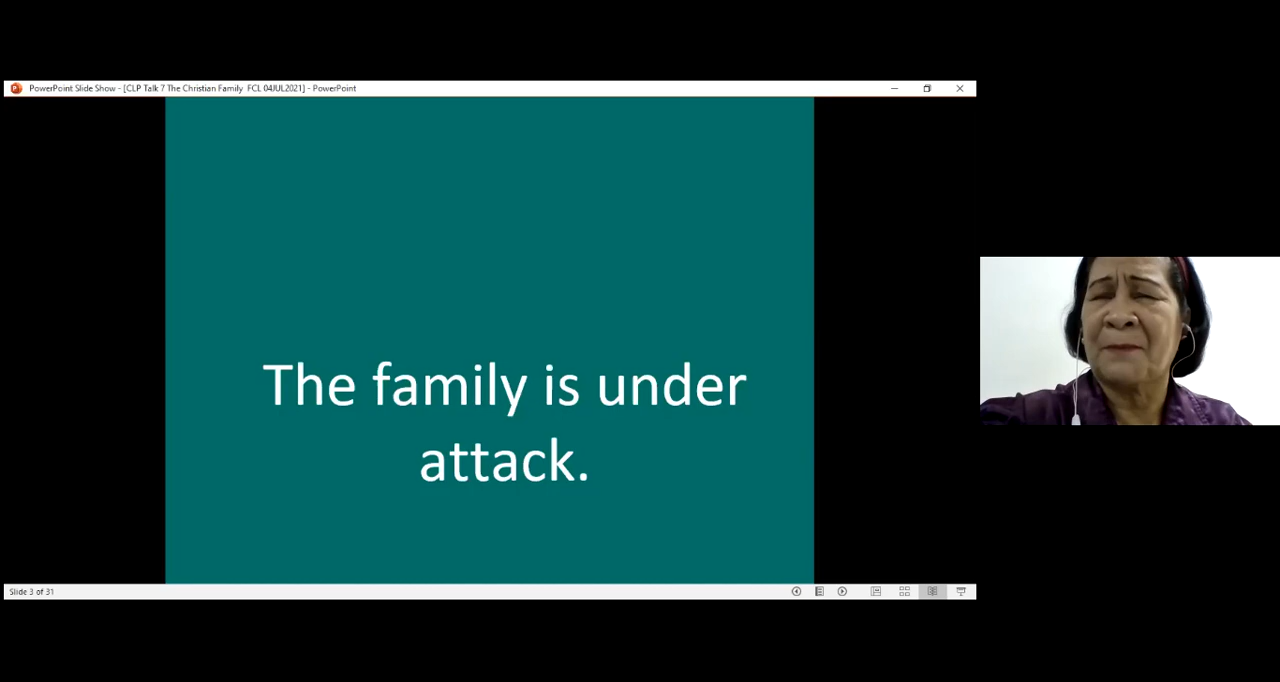 PowerPoint Slide Show - [CLP Talk 7 The Christian Family  FCL 04JUL2021] - PowerPoint
The family is under
attack.
Slide 3 of 31